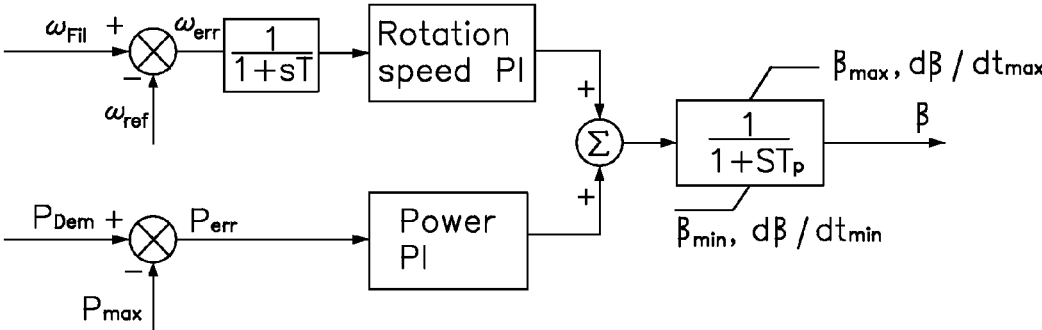 ω_Fil +
−
ω_ref
ω_err
1
1+sT
Rotation
speed PI
+
Σ
+
β_max, dβ / dt_max
1
1+ST_p
β
β_min, dβ / dt_min
P_Dem +
−
P_max
P_err
Power
PI